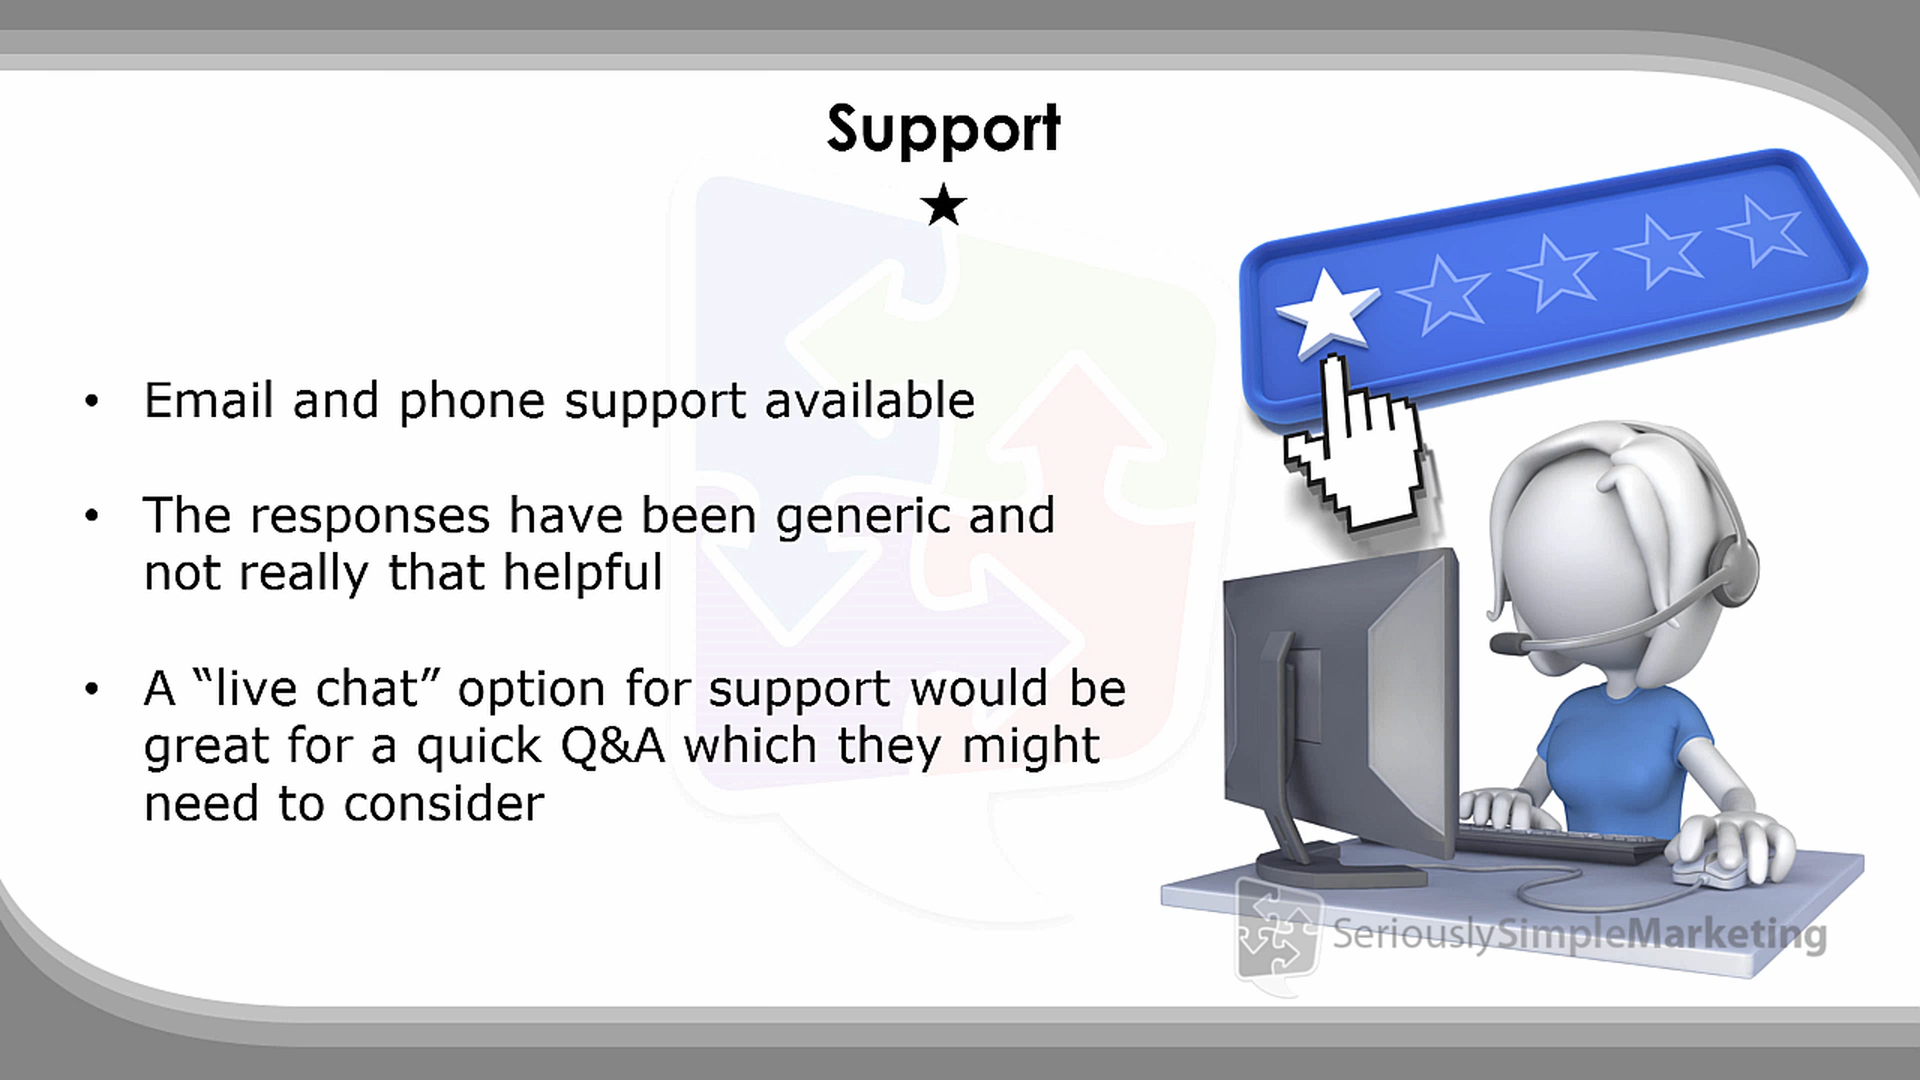 Support
★
• Email and phone support available
• The responses have been generic and
not really that helpful
• A “live chat” option for support would be
great for a quick Q&A which they might
need to consider
SeriouslySimpleMarketing